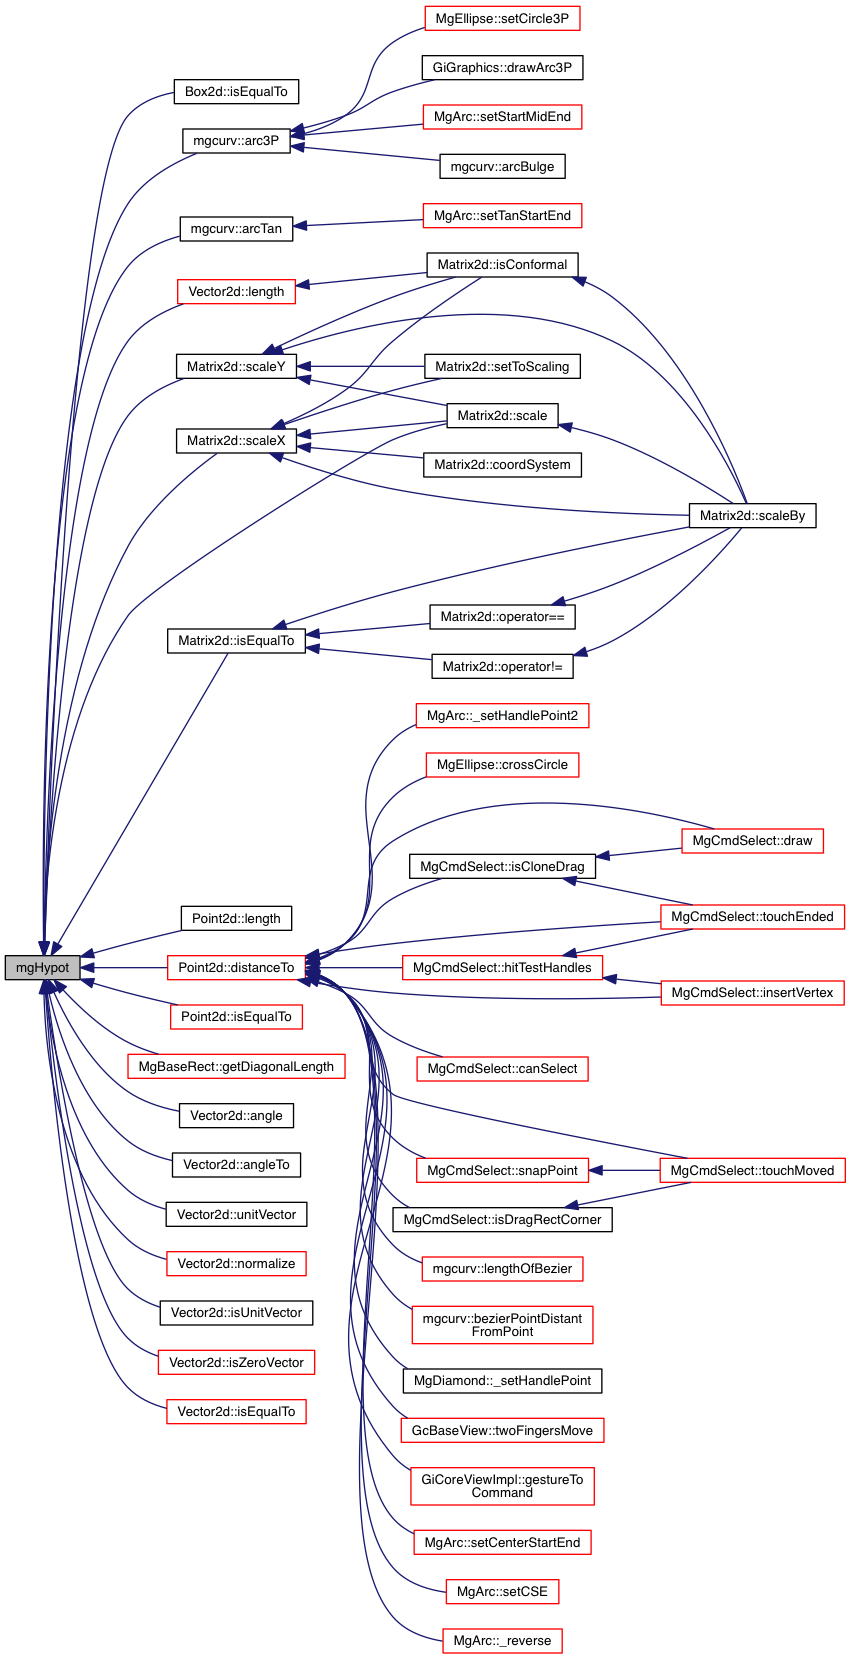 MgEllipse::setCircle3P
GiGraphics::drawArc3P
Box2d::isEqualTo
MgArc::setStartMidEnd
mgcurv::arc3P
mgcurv::arcBulge
MgArc::setTanStartEnd
mgcurv::arcTan
Matrix2d::isConformal
Vector2d::length
Matrix2d::scaleY
Matrix2d::setToScaling
Matrix2d::scale
Matrix2d::scaleX
Matrix2d::coordSystem
Matrix2d::scaleBy
Matrix2d::operator==
Matrix2d::isEqualTo
Matrix2d::operator!=
MgArc::_setHandlePoint2
MgEllipse::crossCircle
MgCmdSelect::draw
MgCmdSelect::isCloneDrag
Point2d::length
MgCmdSelect::touchEnded
mgHypot
Point2d::distanceTo
MgCmdSelect::hitTestHandles
MgCmdSelect::insertVertex
Point2d::isEqualTo
MgBaseRect::getDiagonalLength
MgCmdSelect::canSelect
Vector2d::angle
Vector2d::angleTo
MgCmdSelect::snapPoint
MgCmdSelect::touchMoved
Vector2d::unitVector
MgCmdSelect::isDragRectCorner
Vector2d::normalize
mgcurv::lengthOfBezier
Vector2d::isUnitVector
mgcurv::bezierPointDistant
FromPoint
Vector2d::isZeroVector
MgDiamond::_setHandlePoint
Vector2d::isEqualTo
GcBaseView::twoFingersMove
GiCoreViewImpl::gestureTo
Command
MgArc::setCenterStartEnd
MgArc::setCSE
MgArc::_reverse